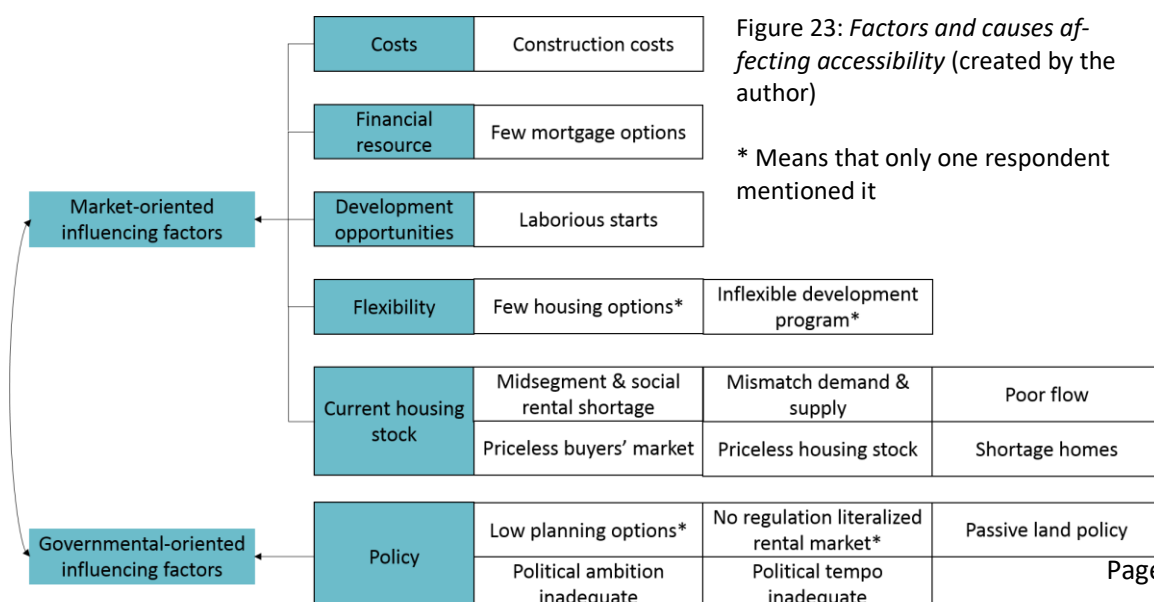 Costs
Construction costs
Figure 23: Factors and causes af-
fecting accessibility (created by the
author)
* Means that only one respondent
mentioned it
Financial
resource
Few mortgage options
Market-oriented
influencing factors
Development
opportunities
Laborious starts
Flexibility
Few housing options*
Inflexible development
program*
Current housing
stock
Midsegment & social
rental shortage
Mismatch demand &
supply
Poor flow
Priceless buyers’ market
Priceless housing stock
Shortage homes
Governmental-oriented
influencing factors
Policy
Low planning options*
No regulation literalized
rental market*
Passive land policy
Political ambition
inadequate
Political tempo
inadequate
Page